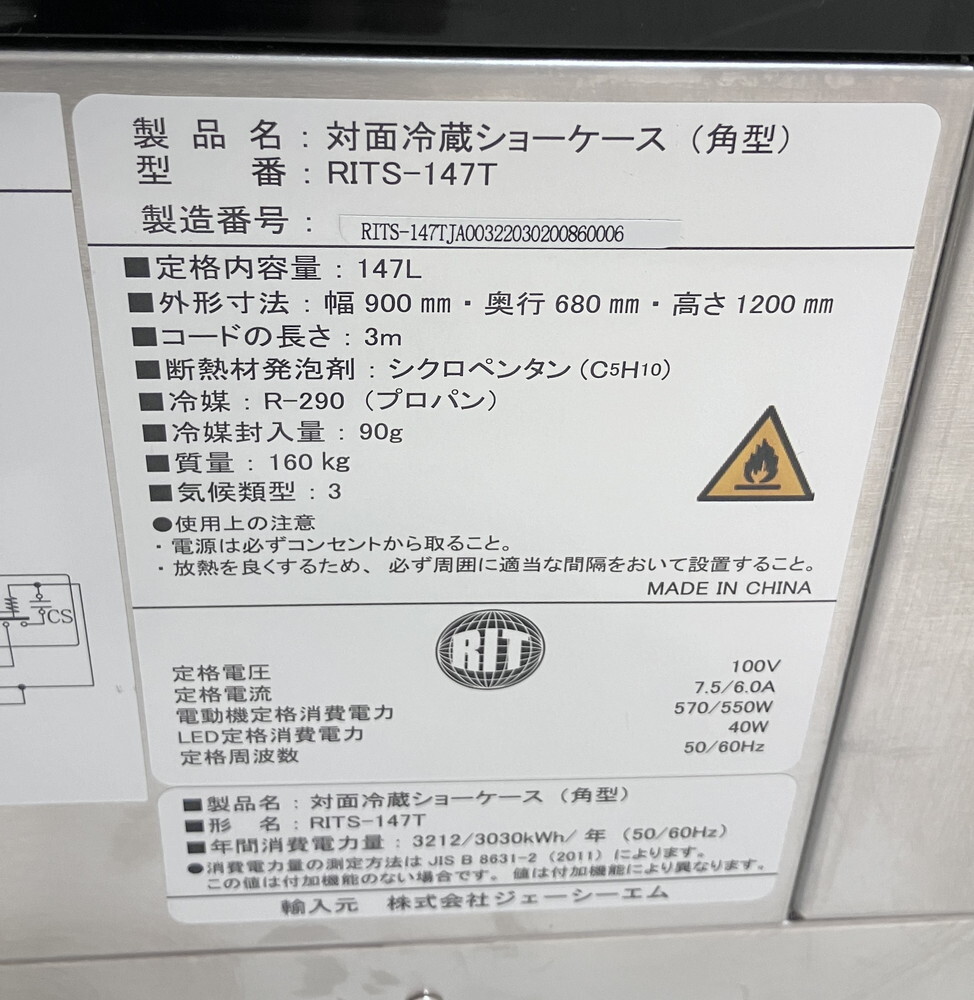 製品名：対面冷蔵ショーケース（角型）
型　　番：RITS-147T
製造番号：RITS-147TJA00322030200860006
■定格内容量：147L
■外形寸法：幅 900 mm・奥行 680 mm・高さ 1200 mm
■コードの長さ：3m
■断熱材発泡剤：シクロペンタン（C5H10）
■冷媒：R-290（プロパン）
■冷媒封入量：90g
■質量：160 kg
■気候類型：3
●使用上の注意
・電源は必ずコンセントから取ること。
・放熱を良くするため、必ず周囲に適当な間隔をおいて設置すること。
MADE IN CHINA
RIT
定格電圧 100V
定格電流 7.5/6.0A
電動機定格消費電力 570/550W
LED定格消費電力 40W
定格周波数 50/60Hz
■製品名：対面冷蔵ショーケース（角型）
■形　名：RITS-147T
■年間消費電力量：3212/3030kWh/年（50/60Hz）
●消費電力量の測定方法は JIS B 8631-2（2011）によります。
この値は付加機能のない場合です。値は付加機能により異なります。
輸入元　株式会社ジェーシーエム
CS